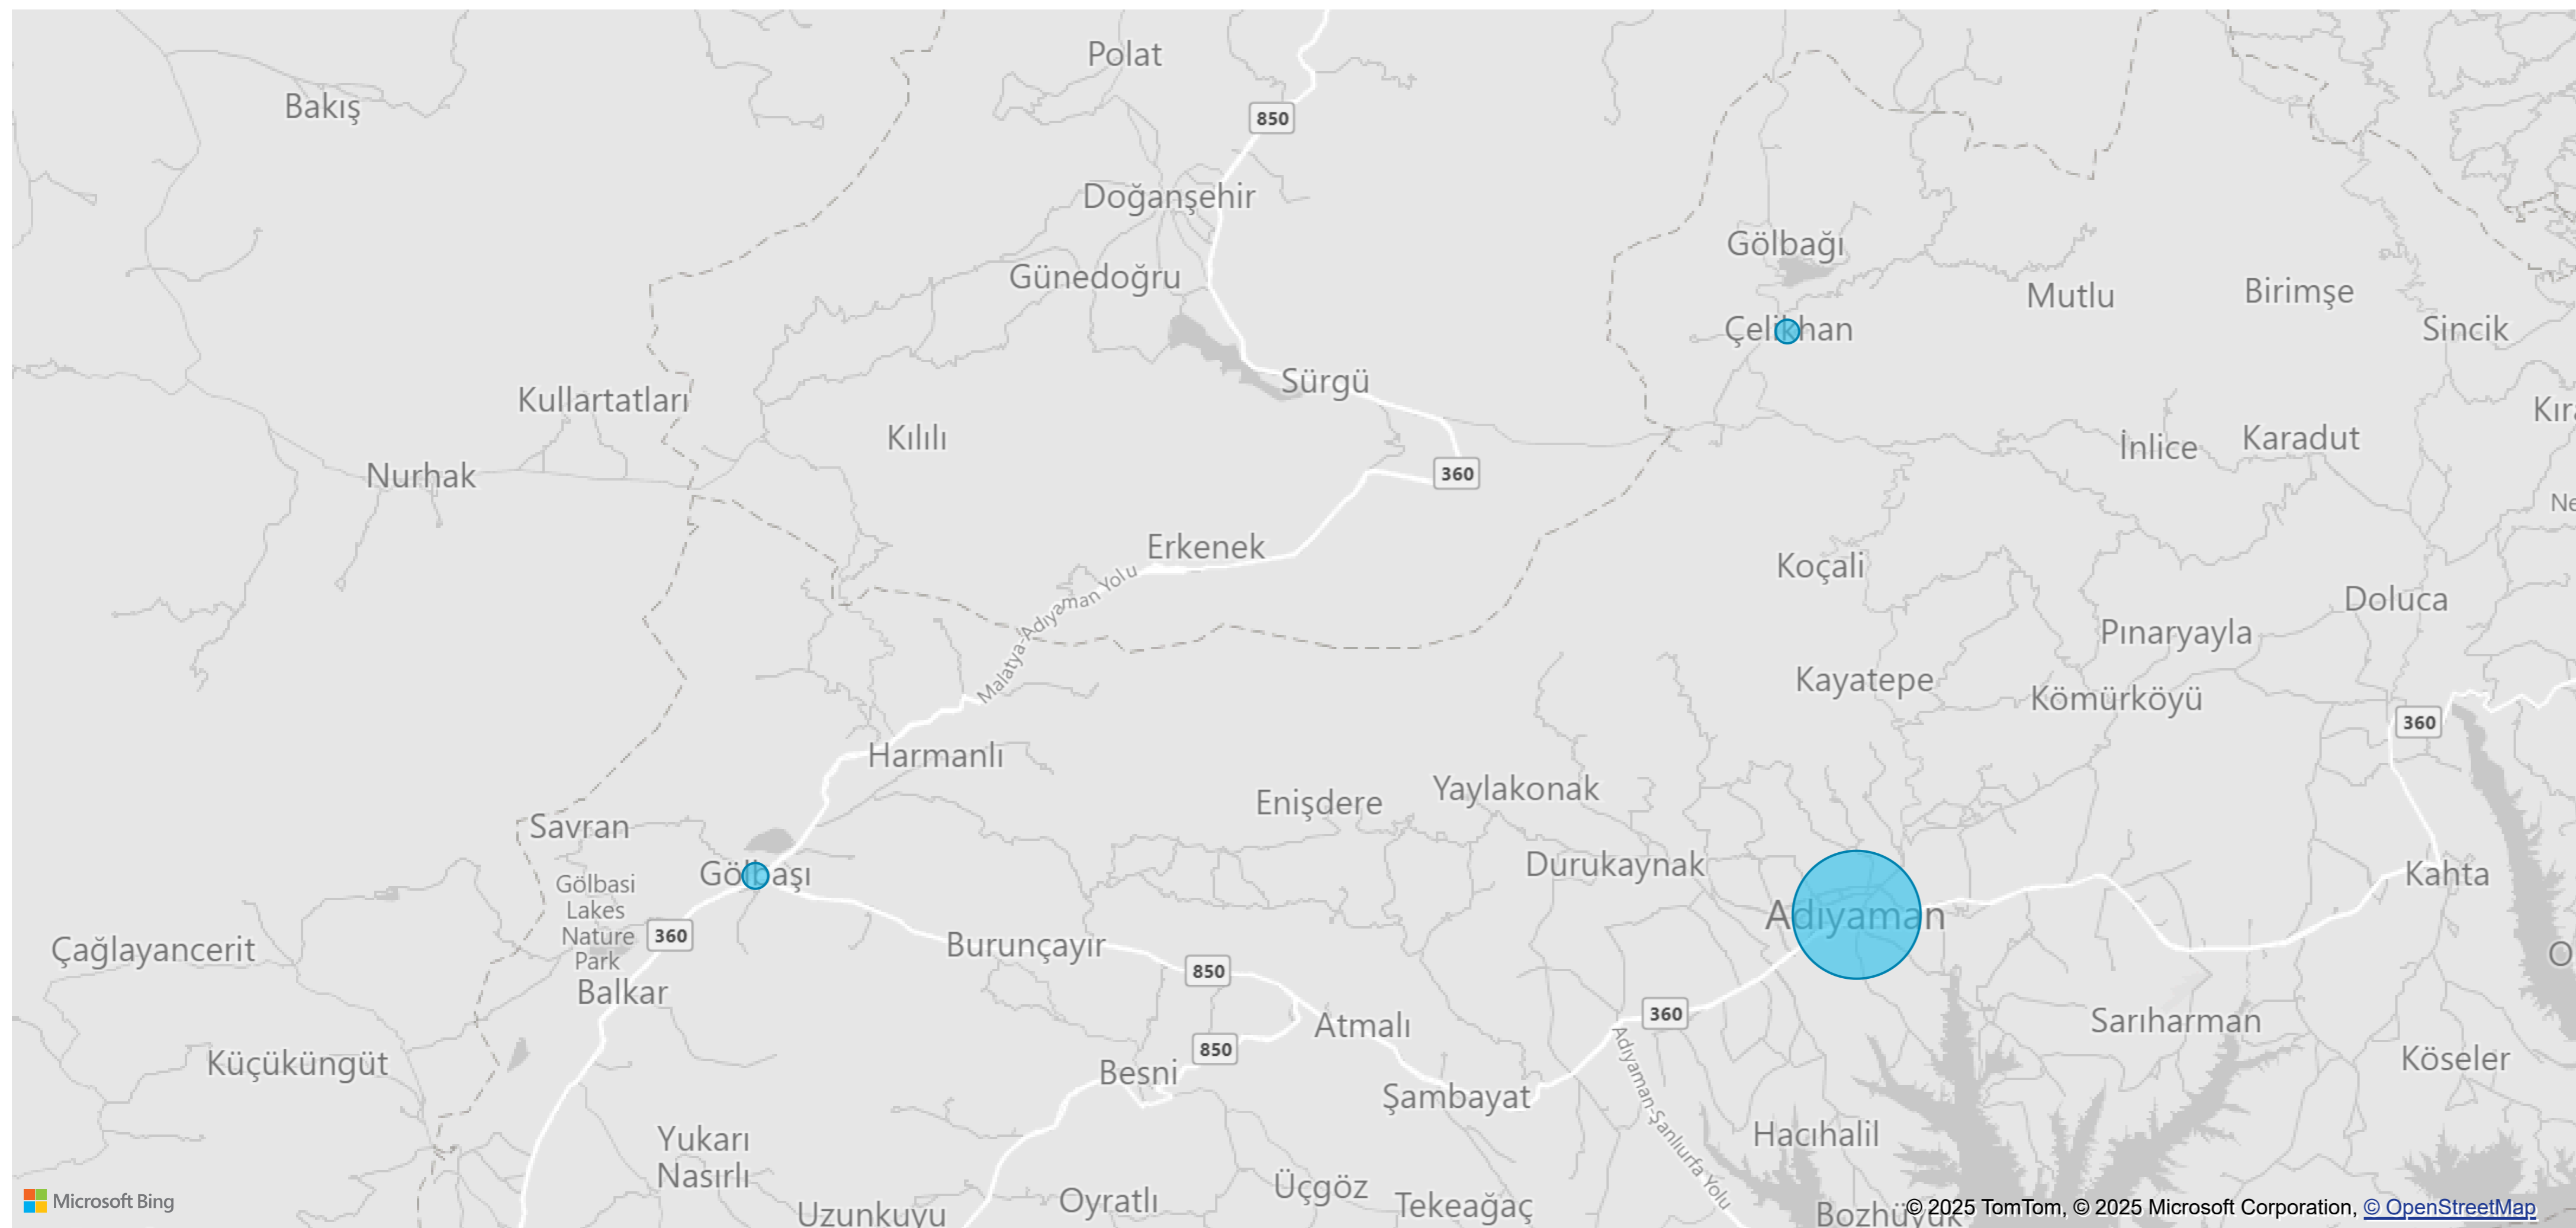 Polat
Bakış
850
Doğanşehir
Gölbağı
Günedoğru
Mutlu
Birimşe
Çelikhan
Sincik
Sürgü
Kullartatları
Kılılı
İnlice
Karadut
Nurhak
360
Erkenek
Koçali
Malatya-Adıyaman Yolu
Doluca
Pınaryayla
Kayatepe
Kömürköyü
360
Harmanlı
Yaylakonak
Enişdere
Savran
Durukaynak
Gölbaşı
Kahta
Gölbasi
Lakes
Nature
Park
Adıyaman
360
Burunçayır
Çağlayancerit
850
Balkar
360
Sarıharman
Atmalı
850
Köseler
Küçüküngüt
Besni
Şambayat
Adıyaman-Şanlıurfa Yolu
Hacıhalil
Yukarı
Nasırlı
Üçgöz
Oyratlı
Tekeağaç
Uzunkuyu
Bozhüyük
Microsoft Bing
© 2025 TomTom, © 2025 Microsoft Corporation, © OpenStreetMap